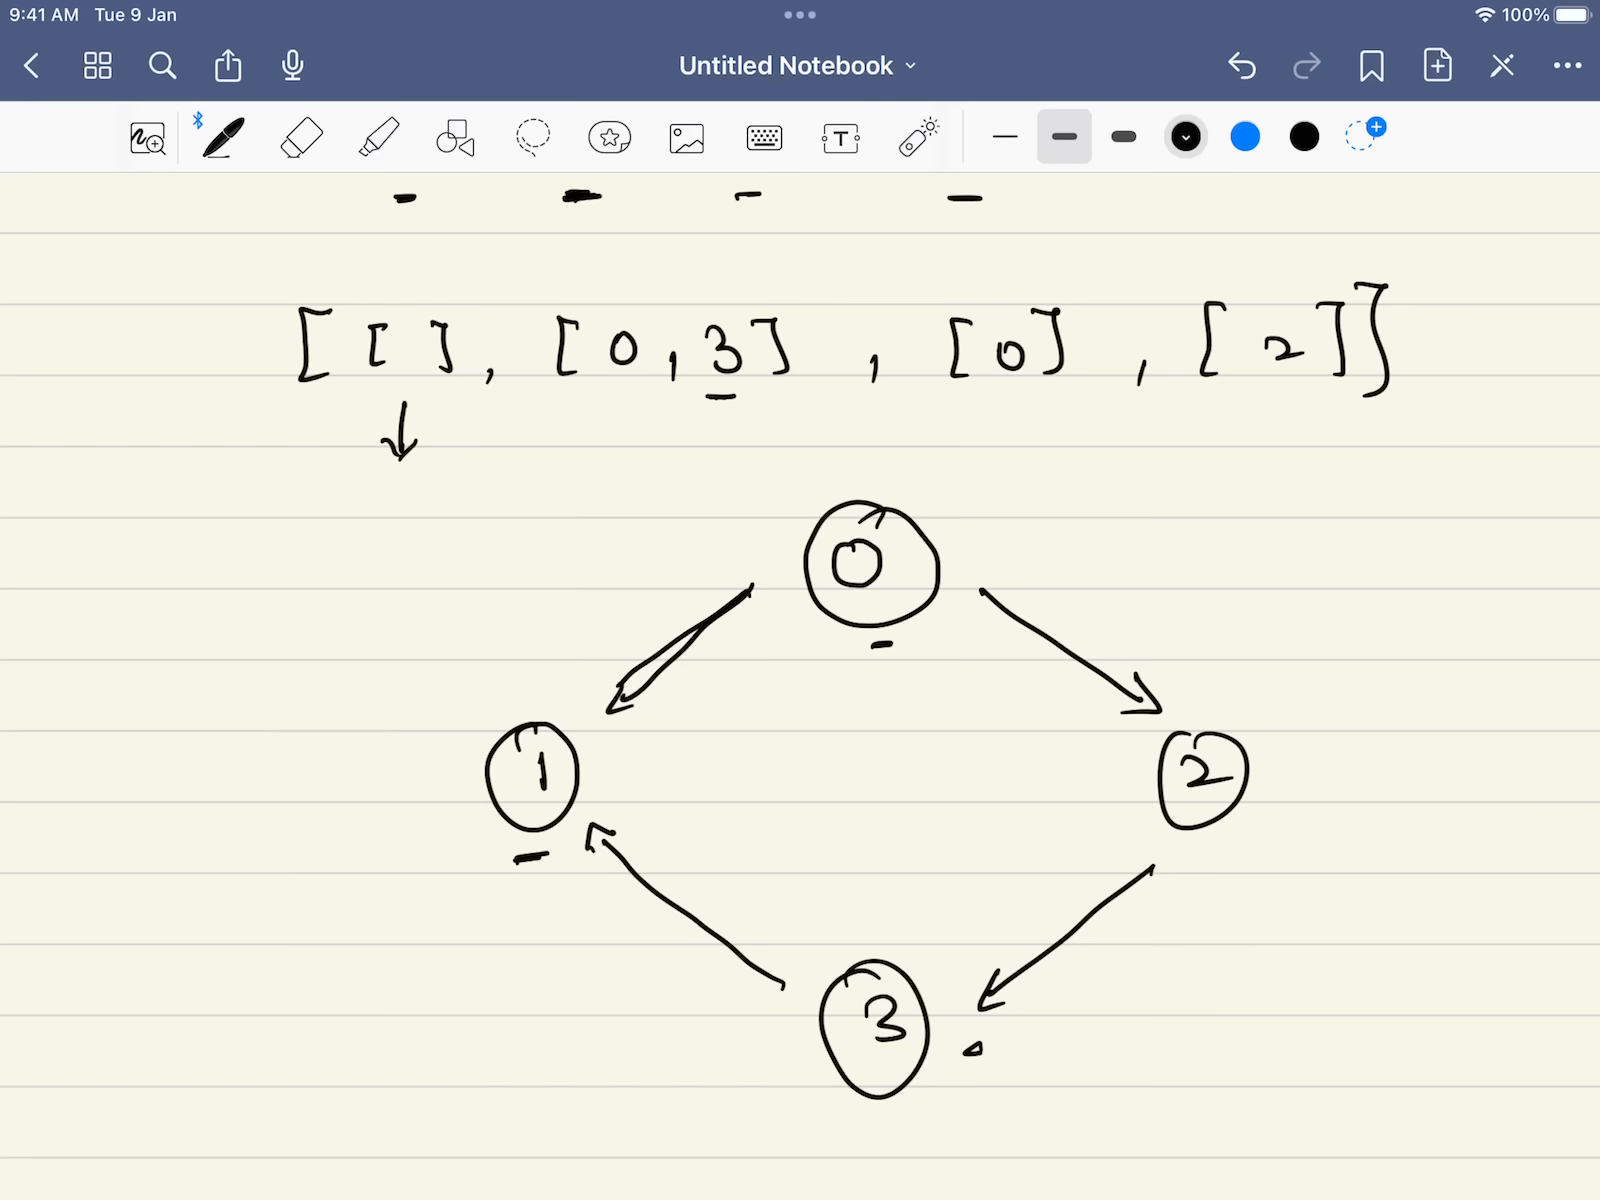 9:41 AM Tue 9 Jan 100%
Untitled Notebook
T
[ [ ], [ 0, 3 ] , [ 0 ] , [ 2 ] ]
0
1 2
3